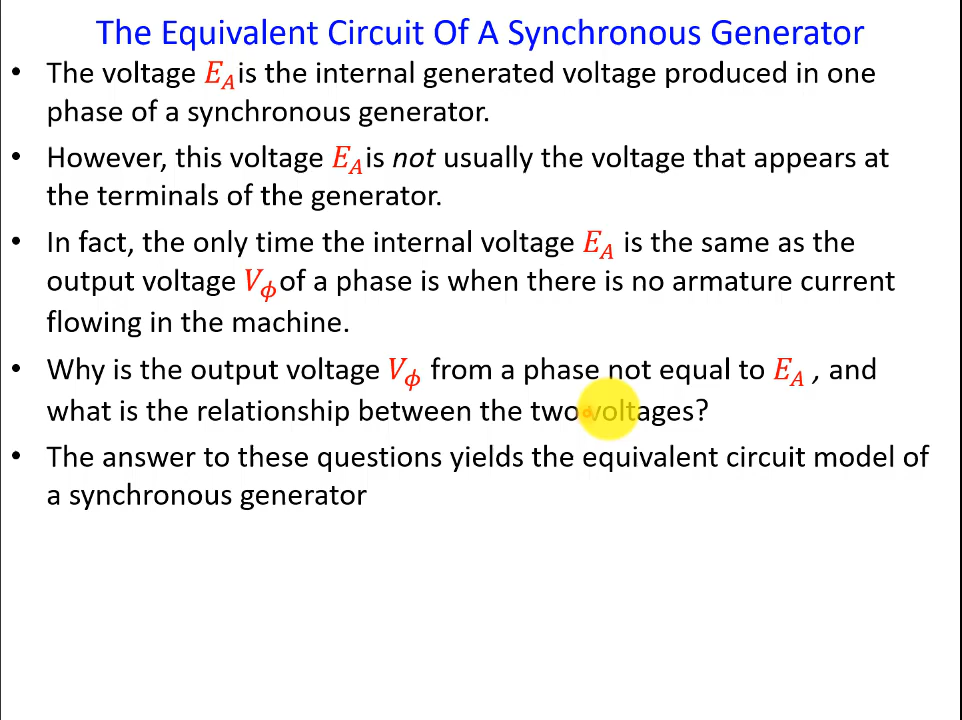 The Equivalent Circuit Of A Synchronous Generator
• The voltage E_A is the internal generated voltage produced in one
phase of a synchronous generator.
• However, this voltage E_A is not usually the voltage that appears at
the terminals of the generator.
• In fact, the only time the internal voltage E_A is the same as the
output voltage V_ϕ of a phase is when there is no armature current
flowing in the machine.
• Why is the output voltage V_ϕ from a phase not equal to E_A , and
what is the relationship between the two voltages?
• The answer to these questions yields the equivalent circuit model of
a synchronous generator